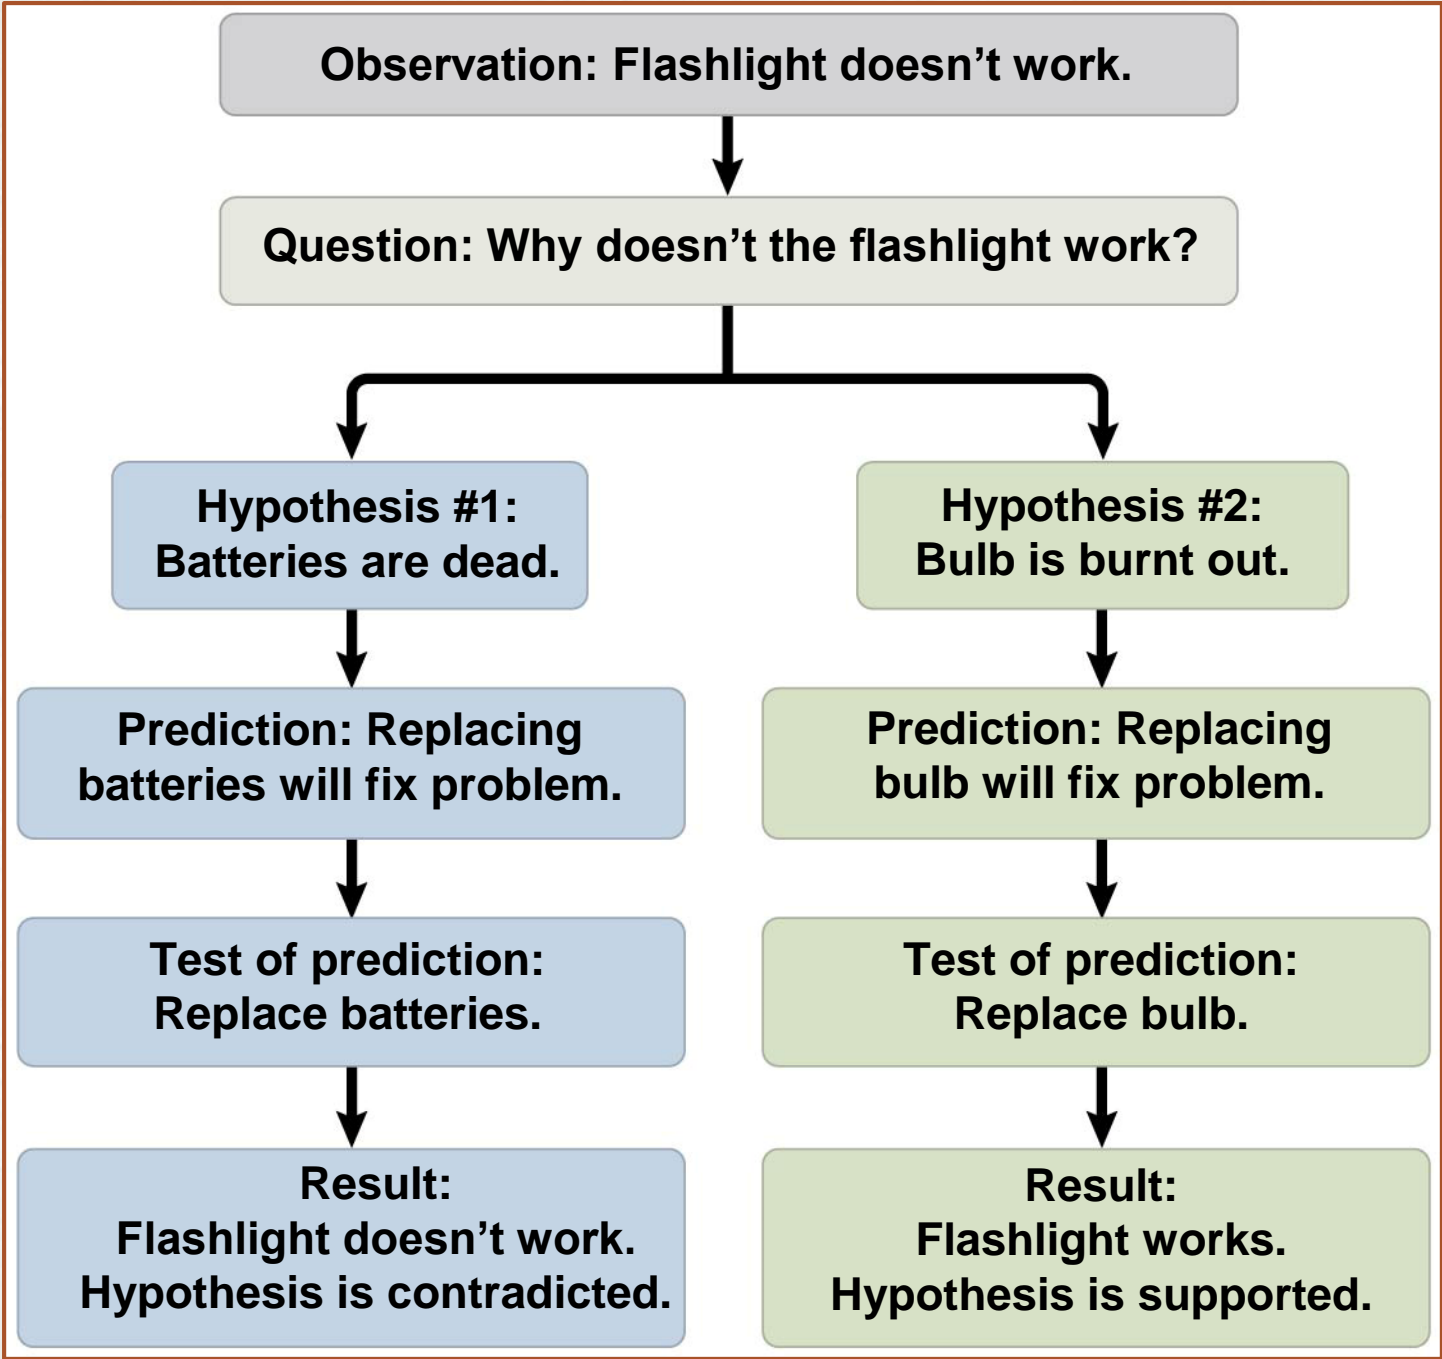 Observation: Flashlight doesn’t work.
Question: Why doesn’t the flashlight work?
Hypothesis #1:
Batteries are dead.
Prediction: Replacing
batteries will fix problem.
Test of prediction:
Replace batteries.
Result:
Flashlight doesn’t work.
Hypothesis is contradicted.
Hypothesis #2:
Bulb is burnt out.
Prediction: Replacing
bulb will fix problem.
Test of prediction:
Replace bulb.
Result:
Flashlight works.
Hypothesis is supported.